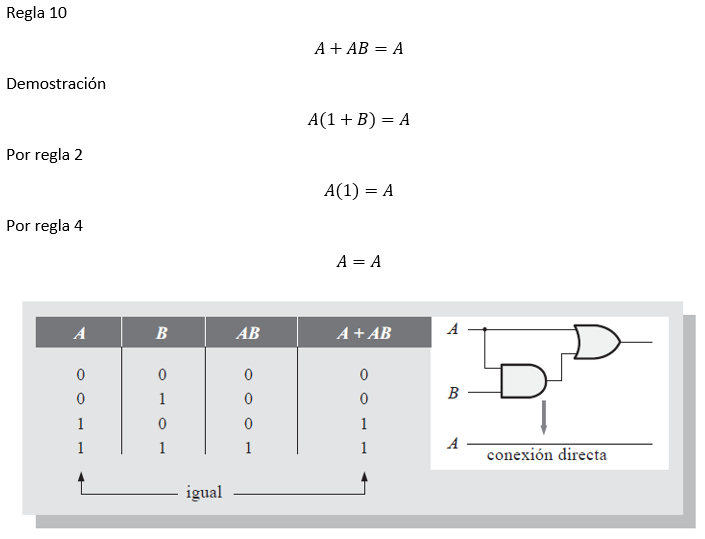 Regla 10
A + AB = A
Demostración
A(1 + B) = A
Por regla 2
A(1) = A
Por regla 4
A = A
A B AB A + AB
0 0 0 0
0 1 0 0
1 0 0 1
1 1 1 1
igual
A
B
A
conexión directa